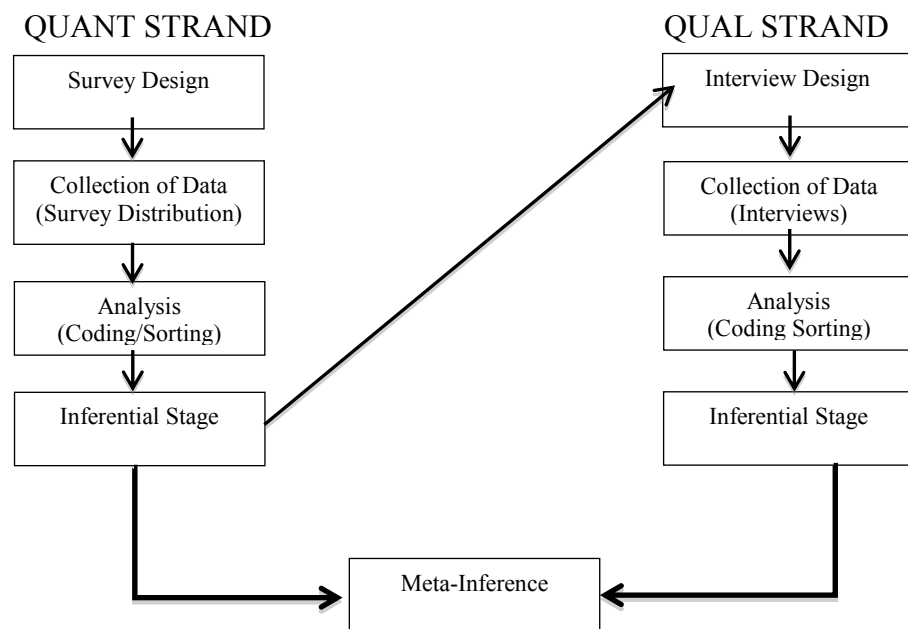 QUANT STRAND
Survey Design
Collection of Data
(Survey Distribution)
Analysis
(Coding/Sorting)
Inferential Stage
QUAL STRAND
Interview Design
Collection of Data
(Interviews)
Analysis
(Coding Sorting)
Inferential Stage
Meta-Inference